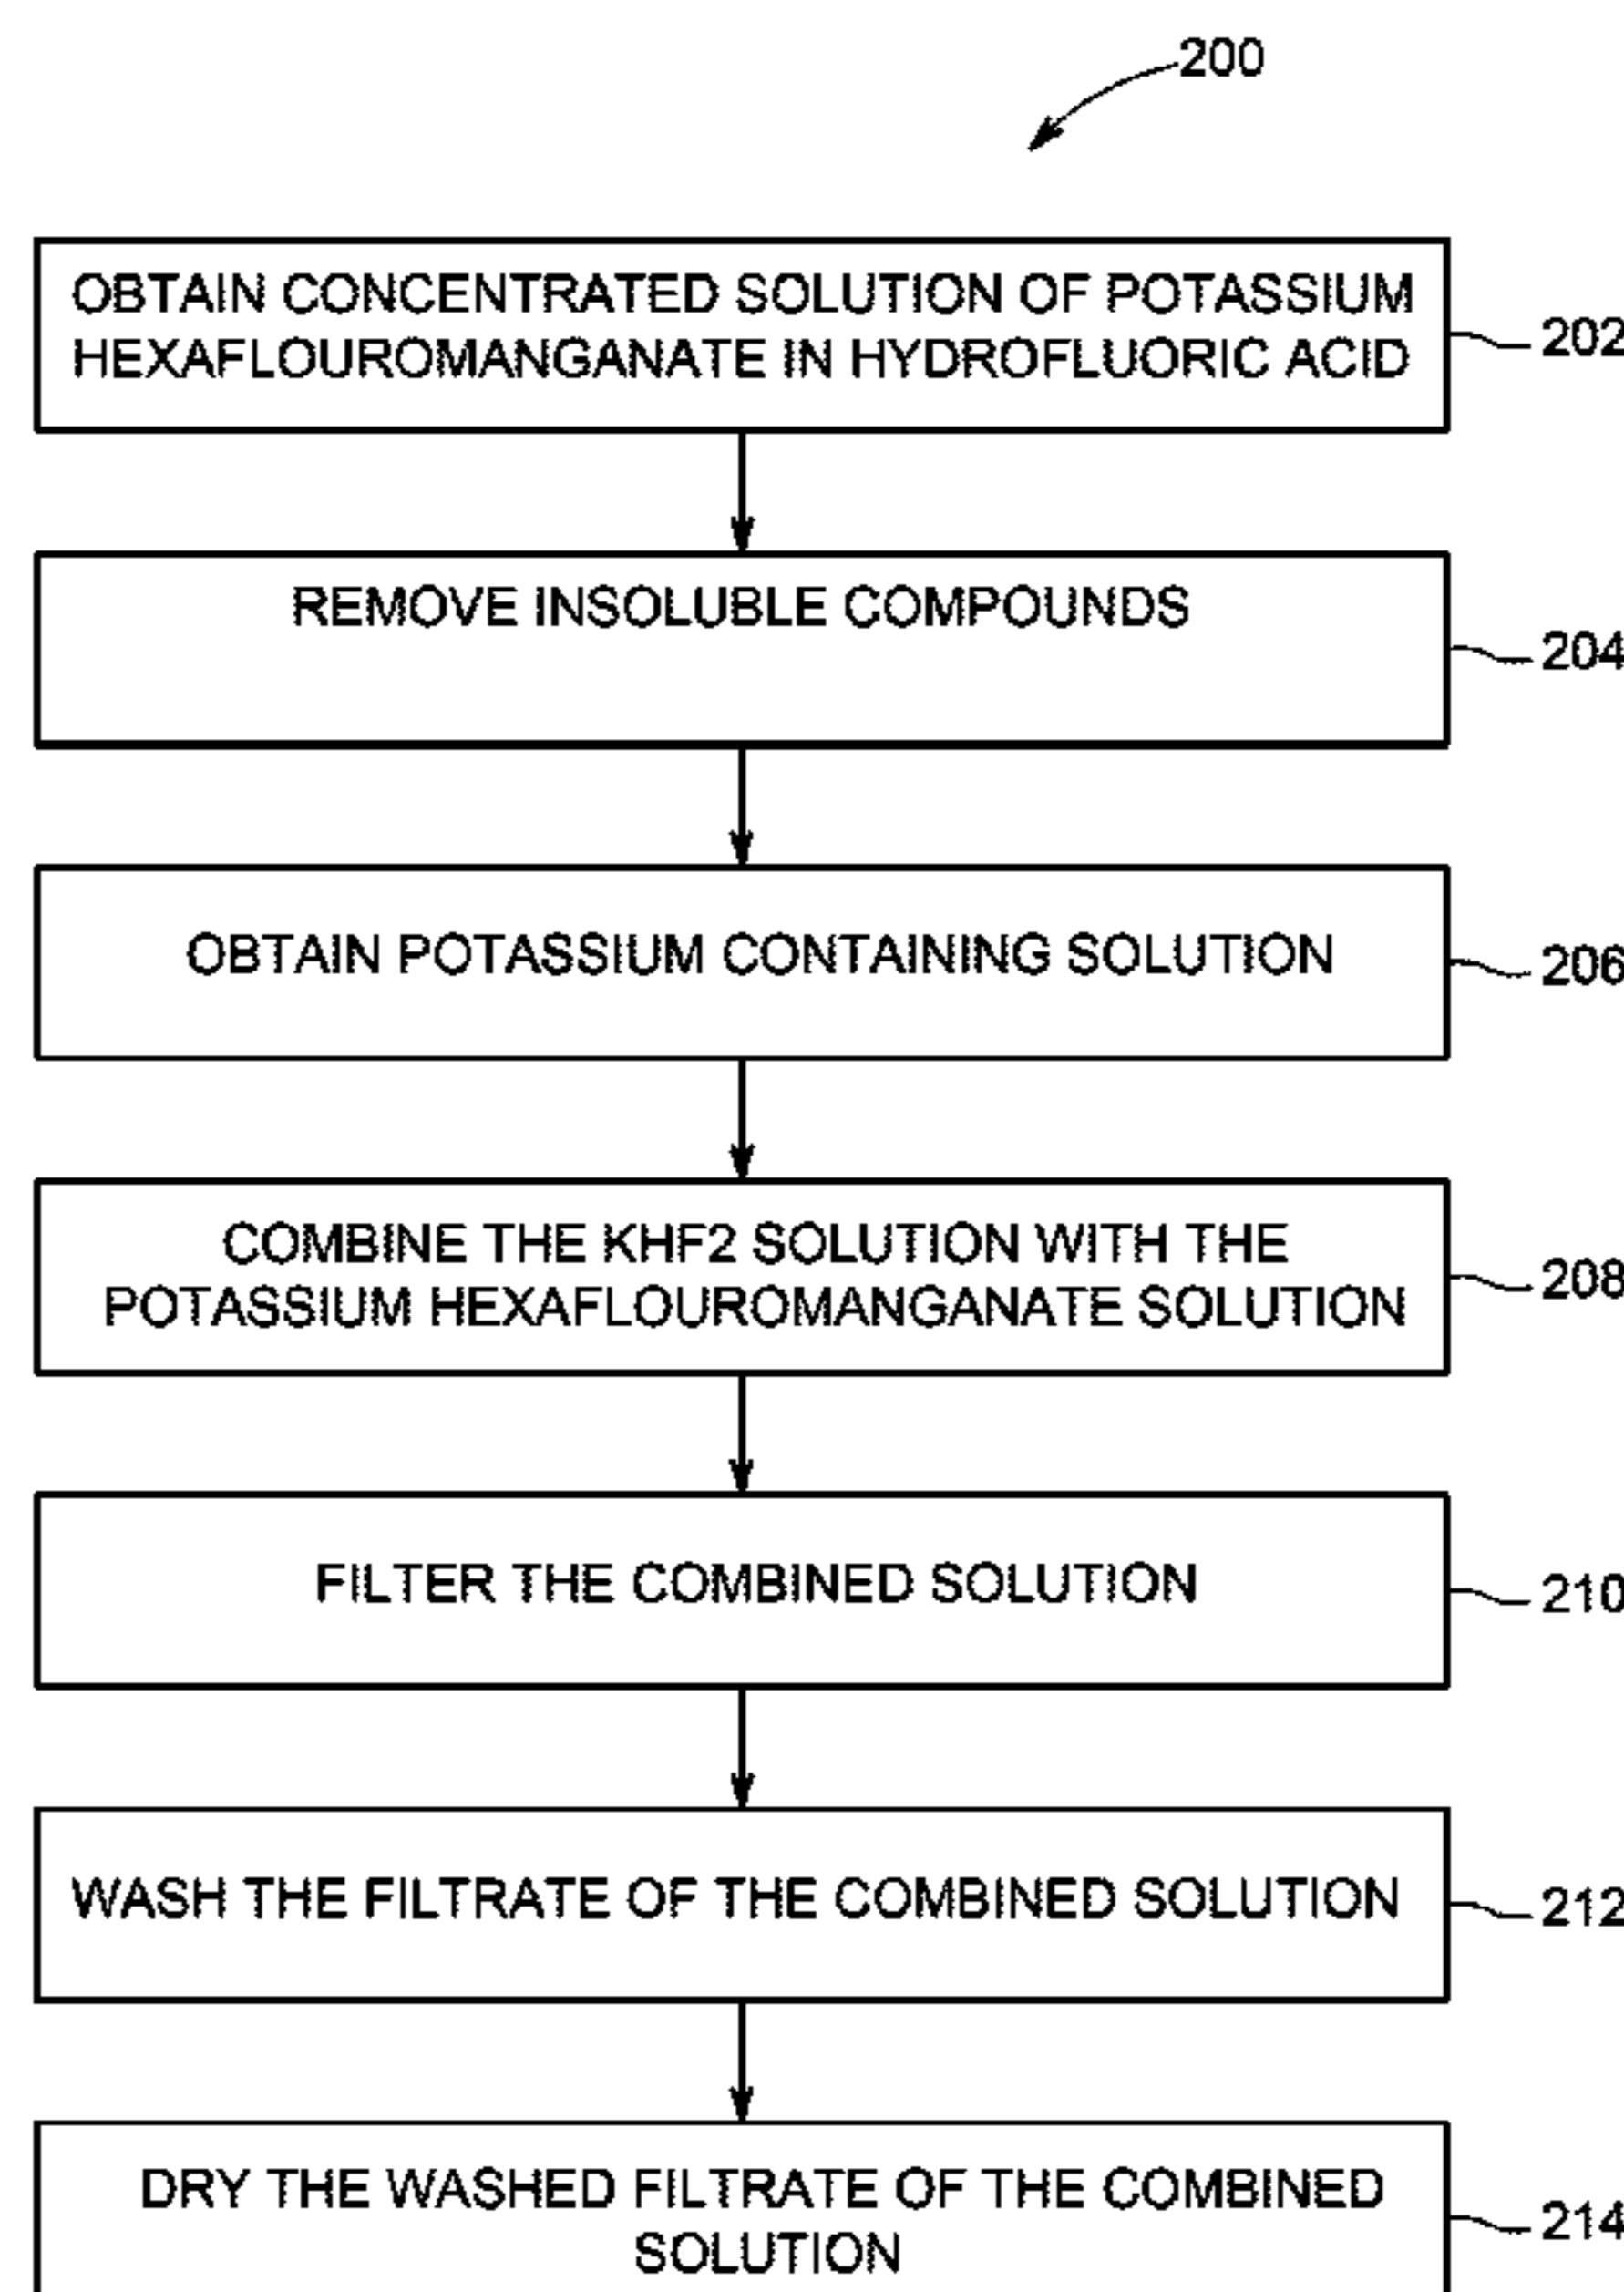 200
OBTAIN CONCENTRATED SOLUTION OF POTASSIUM
HEXAFLOUROMANGANATE IN HYDROFLUORIC ACID
202
REMOVE INSOLUBLE COMPOUNDS
204
OBTAIN POTASSIUM CONTAINING SOLUTION
206
COMBINE THE KHF2 SOLUTION WITH THE
POTASSIUM HEXAFLOUROMANGANATE SOLUTION
208
FILTER THE COMBINED SOLUTION
210
WASH THE FILTRATE OF THE COMBINED SOLUTION
212
DRY THE WASHED FILTRATE OF THE COMBINED
SOLUTION
214